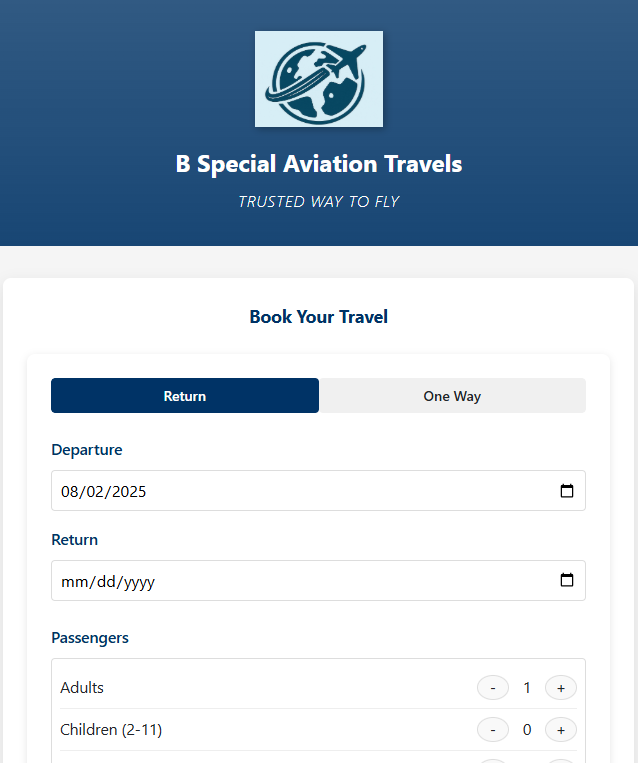 B Special Aviation Travels
TRUSTED WAY TO FLY
Book Your Travel
Return One Way
Departure
08/02/2025
Return
mm/dd/yyyy
Passengers
Adults - 1 +
Children (2-11) - 0 +